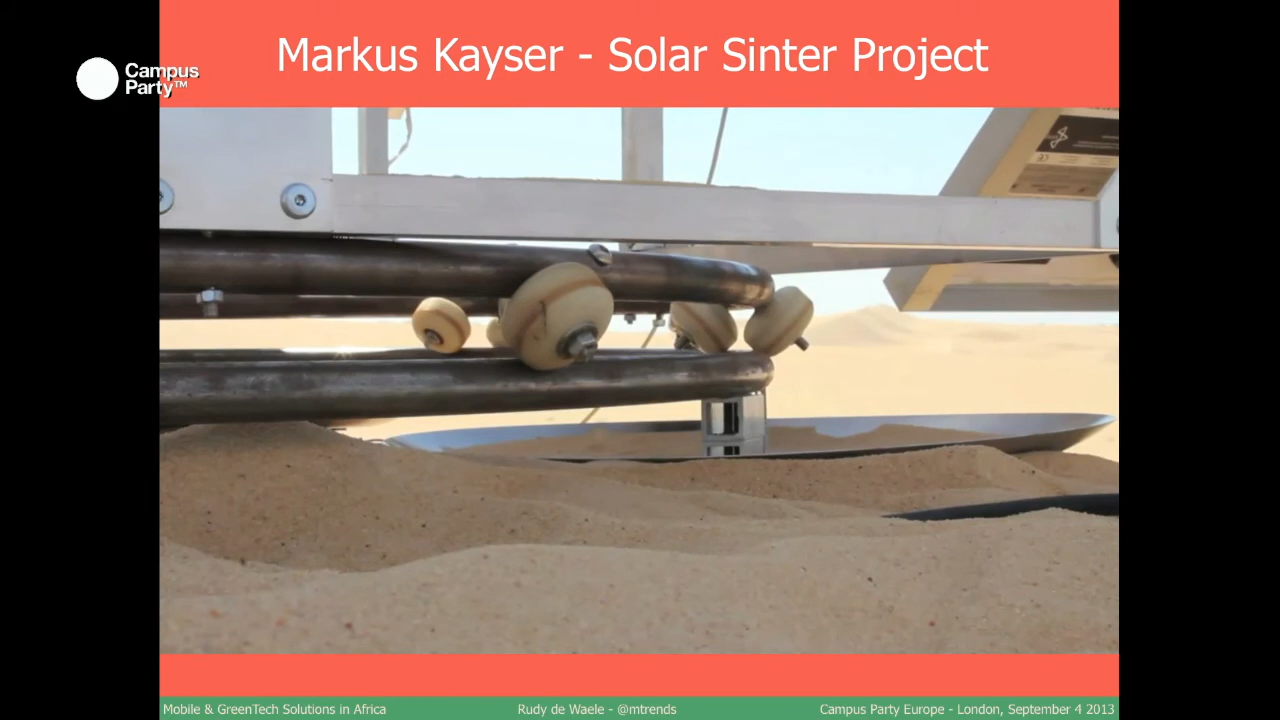 Markus Kayser - Solar Sinter Project
Campus
Party™
CE
Mobile & GreenTech Solutions in Africa
Rudy de Waele - @mtrends
Campus Party Europe - London, September 4 2013